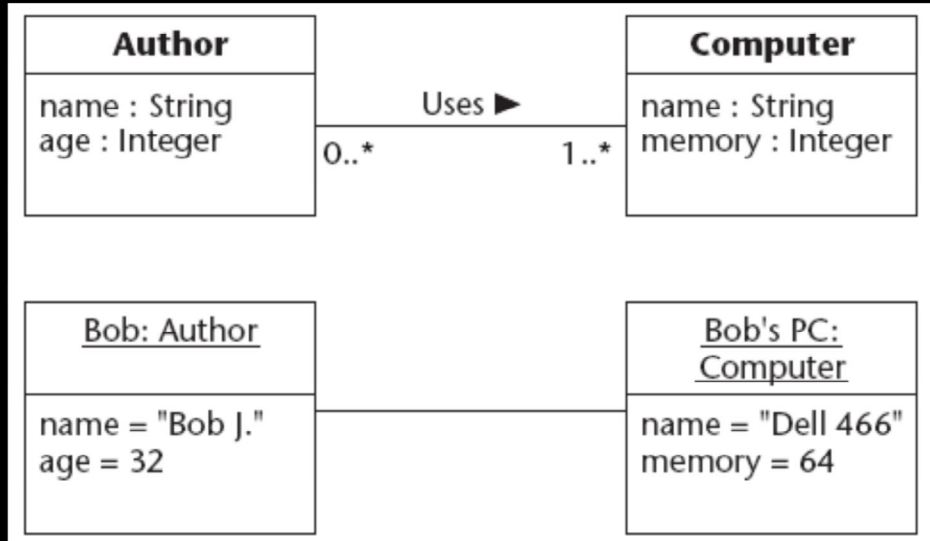 Author
name : String
age : Integer
Uses ►
0..*
1..*
Computer
name : String
memory : Integer
Bob: Author
name = "Bob J."
age = 32
Bob's PC:
Computer
name = "Dell 466"
memory = 64